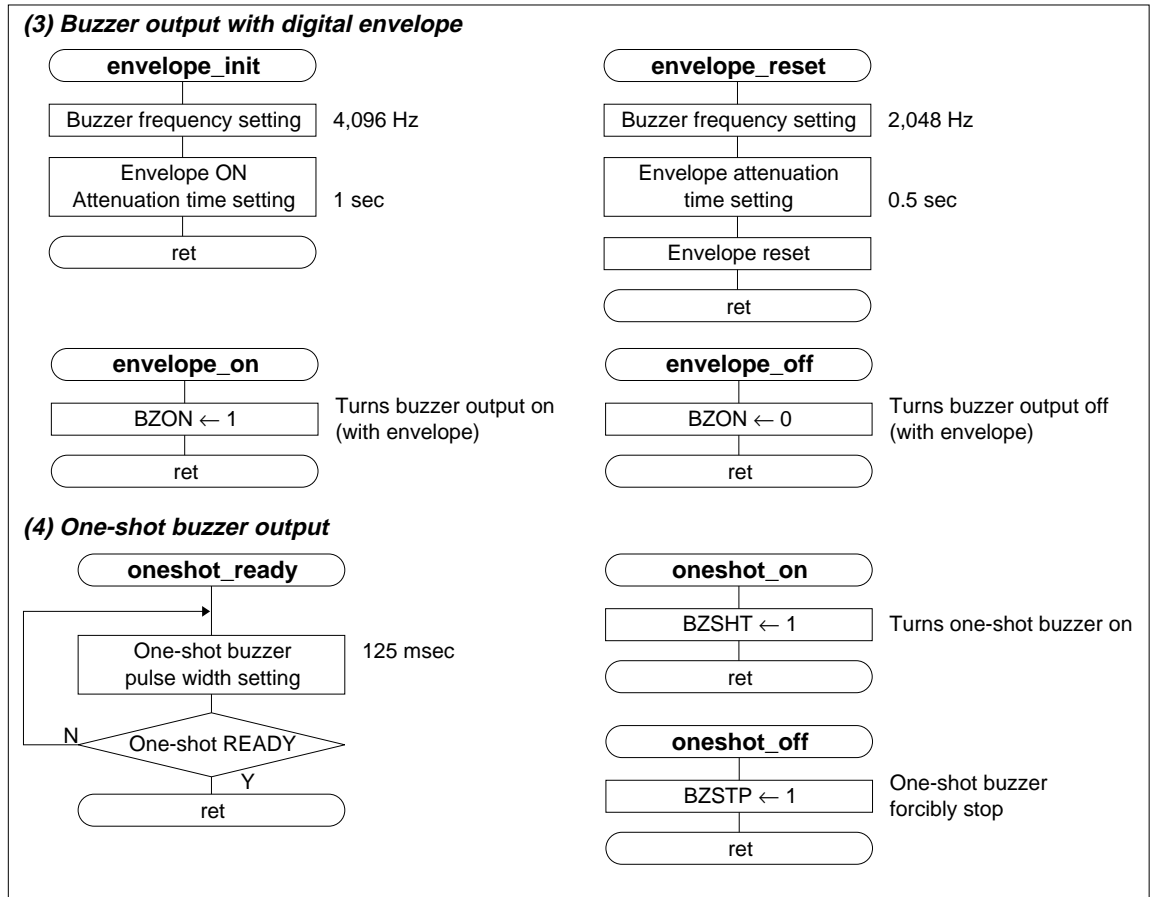 (3) Buzzer output with digital envelope
envelope_init
Buzzer frequency setting
4,096 Hz
Envelope ON
Attenuation time setting
1 sec
ret
envelope_reset
Buzzer frequency setting
2,048 Hz
Envelope attenuation
time setting
0.5 sec
Envelope reset
ret
envelope_on
BZON ← 1
Turns buzzer output on
(with envelope)
ret
envelope_off
BZON ← 0
Turns buzzer output off
(with envelope)
ret
(4) One-shot buzzer output
oneshot_ready
One-shot buzzer
pulse width setting
125 msec
N
One-shot READY
Y
ret
oneshot_on
BZSHT ← 1
Turns one-shot buzzer on
ret
oneshot_off
BZSTP ← 1
One-shot buzzer
forcibly stop
ret